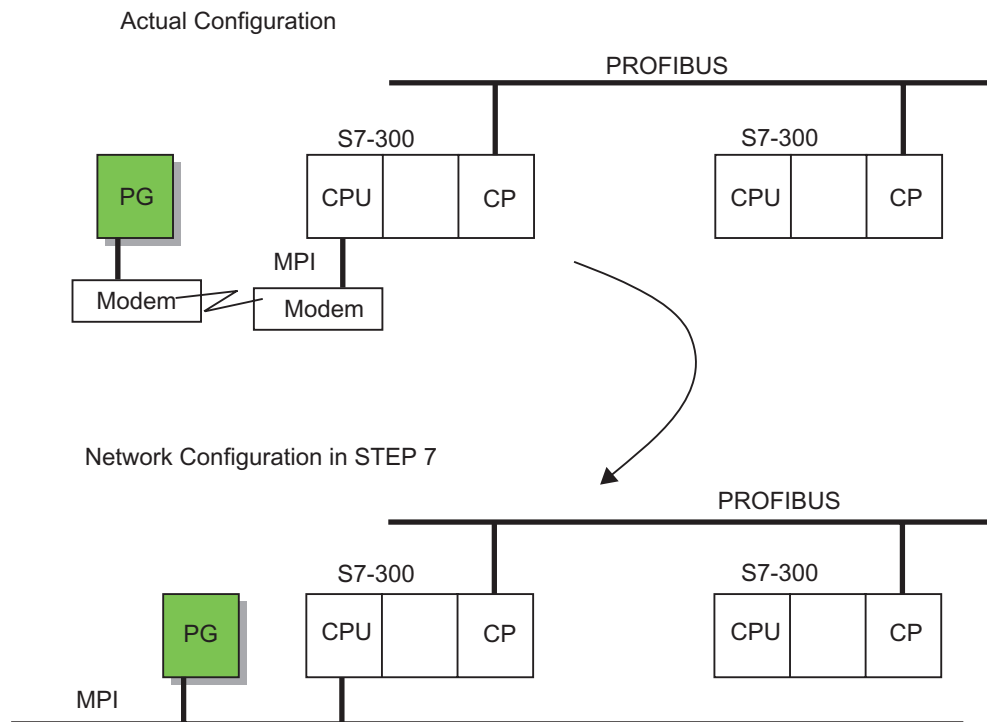 Actual Configuration
PROFIBUS
S7-300
S7-300
PG
CPU
CP
CPU
CP
MPI
Modem
Modem
Network Configuration in STEP 7
PROFIBUS
S7-300
S7-300
PG
CPU
CP
CPU
CP
MPI